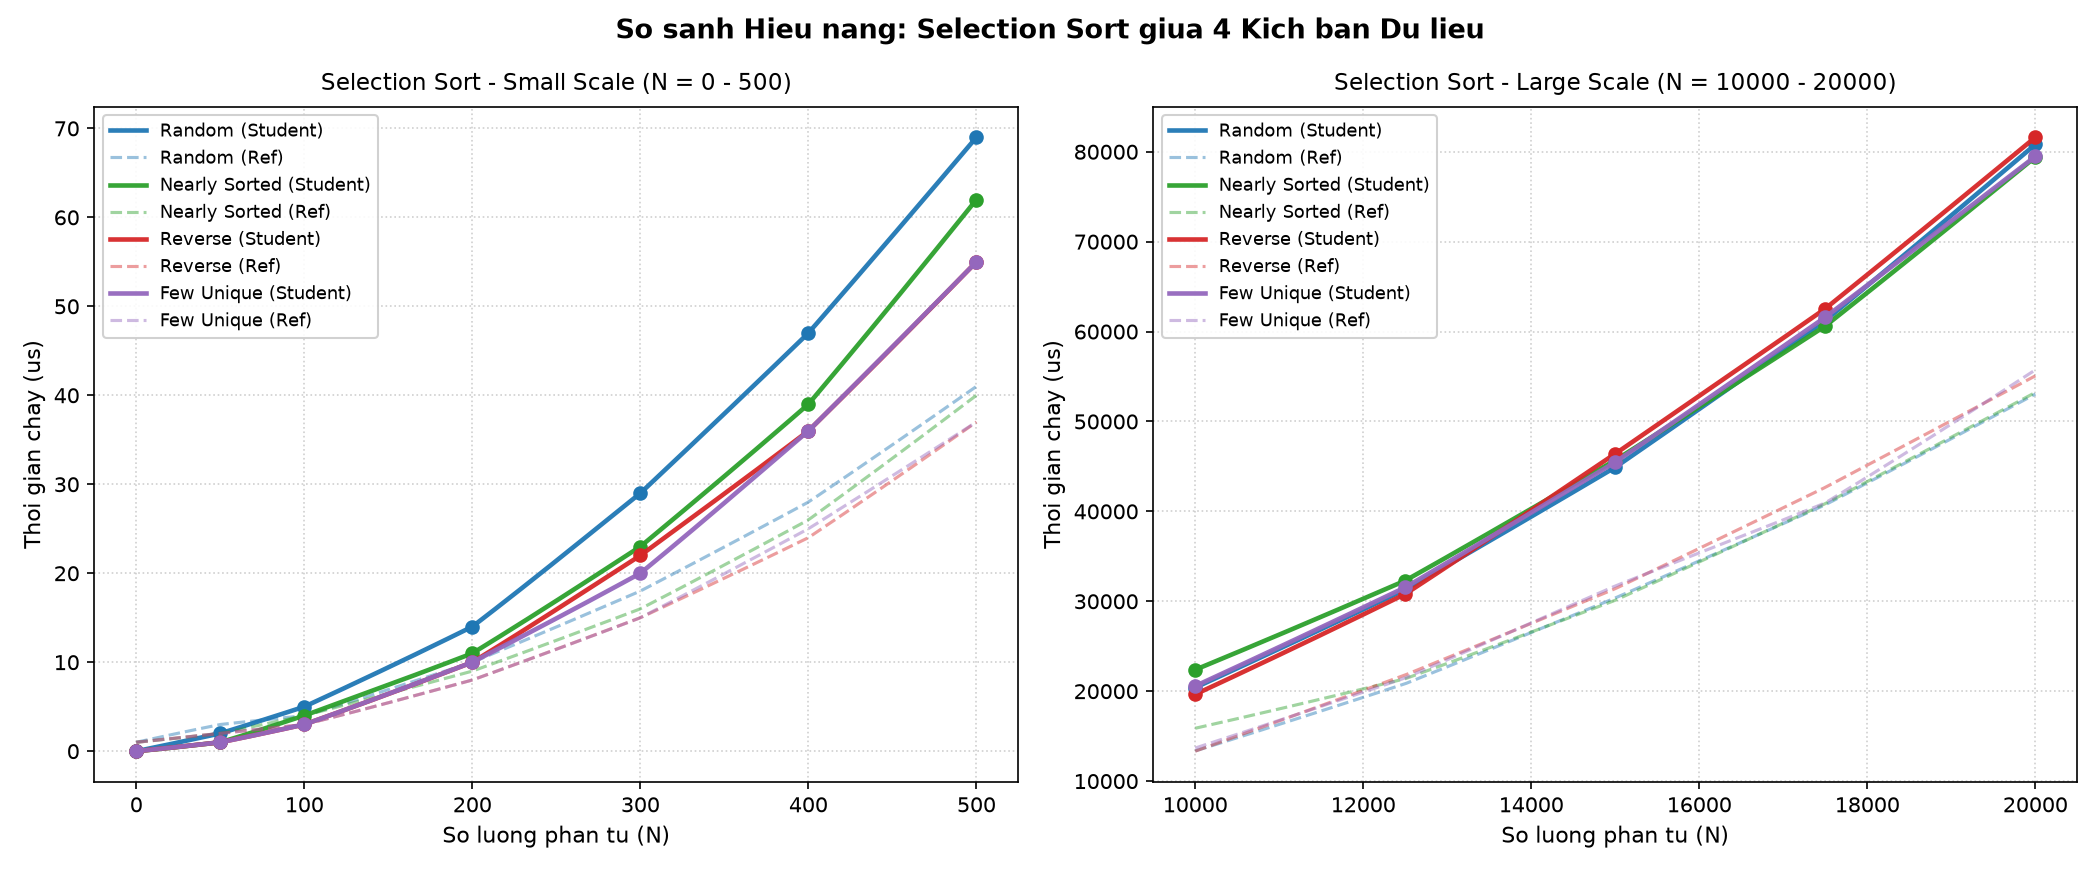 So sanh Hieu nang: Selection Sort giua 4 Kich ban Du lieu
Selection Sort - Small Scale (N = 0 - 500)
Random (Student)
Random (Ref)
Nearly Sorted (Student)
Nearly Sorted (Ref)
Reverse (Student)
Reverse (Ref)
Few Unique (Student)
Few Unique (Ref)
70
60
50
40
30
20
10
0
Thoi gian chay (us)
0 100 200 300 400 500
So luong phan tu (N)
Selection Sort - Large Scale (N = 10000 - 20000)
Random (Student)
Random (Ref)
Nearly Sorted (Student)
Nearly Sorted (Ref)
Reverse (Student)
Reverse (Ref)
Few Unique (Student)
Few Unique (Ref)
80000
70000
60000
50000
40000
30000
20000
10000
Thoi gian chay (us)
10000 12000 14000 16000 18000 20000
So luong phan tu (N)